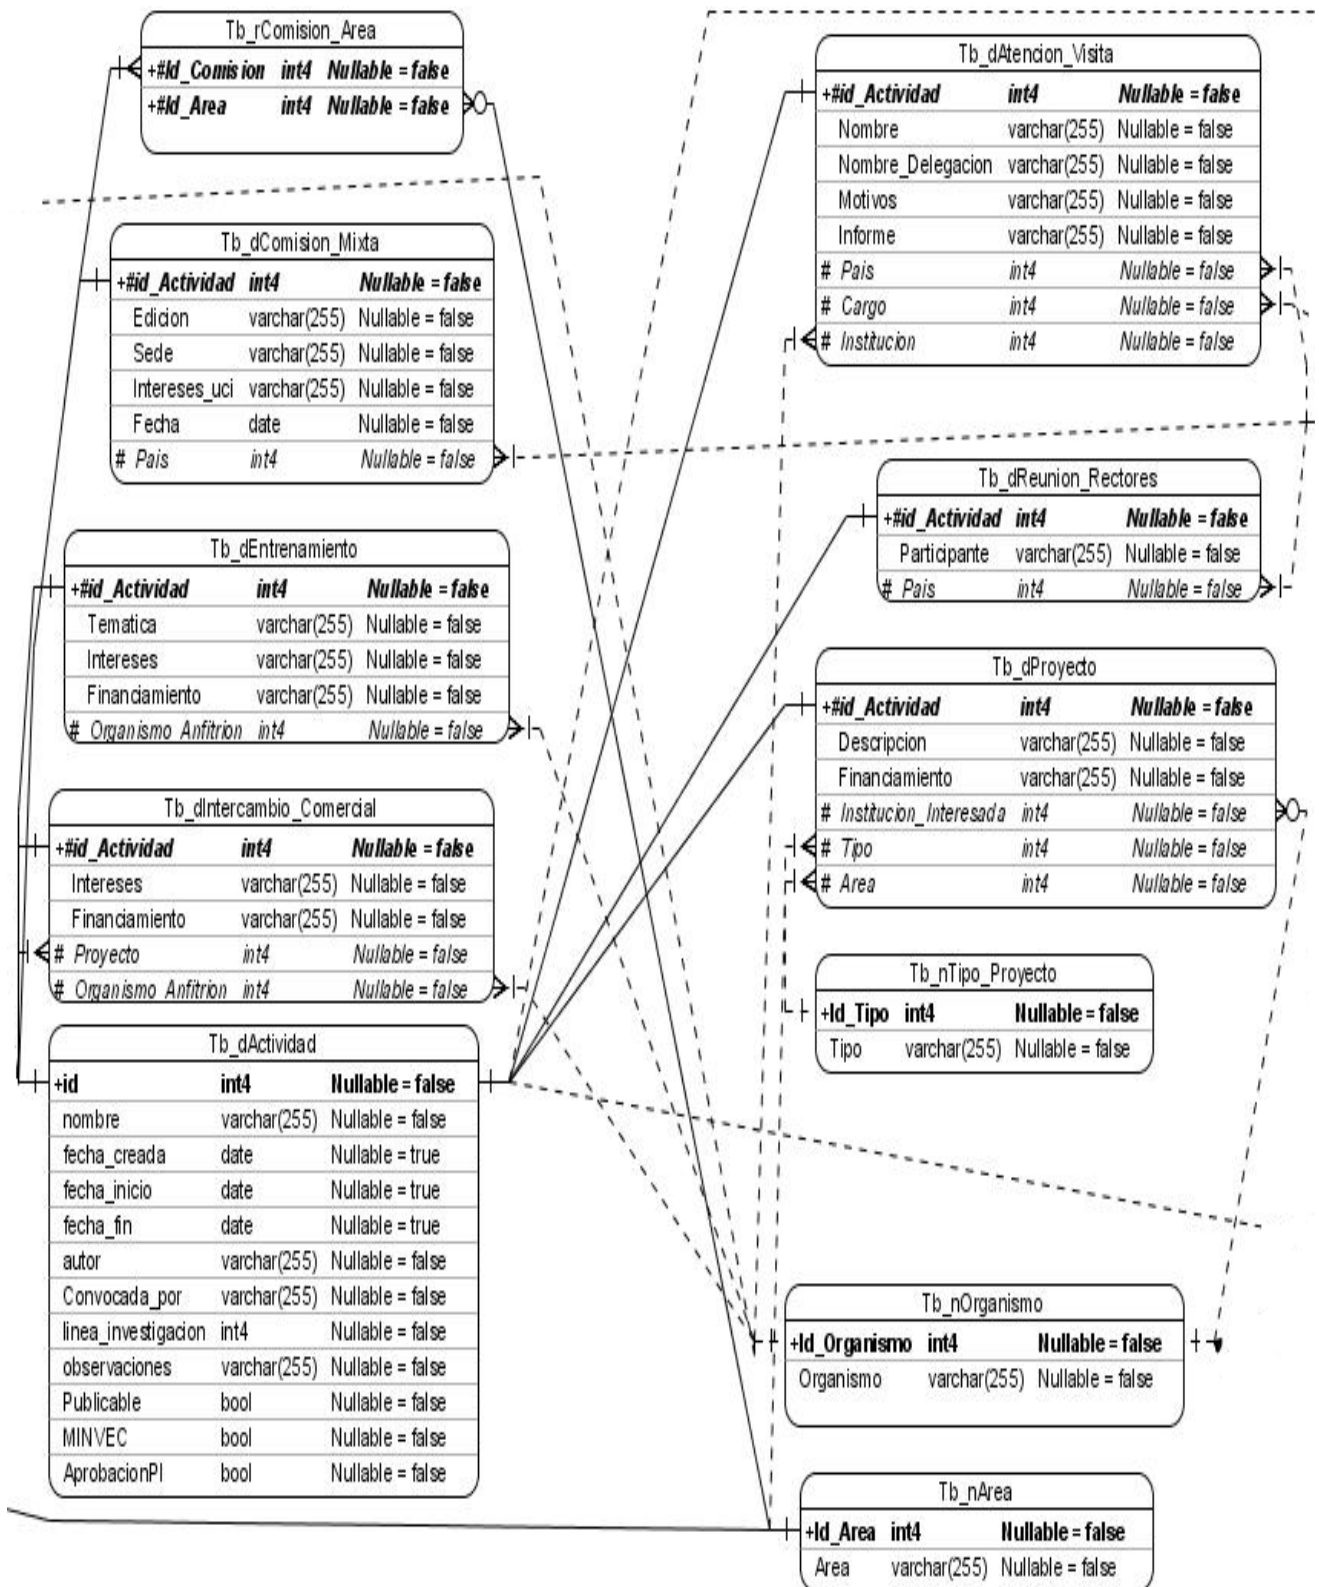 Tb_rComision_Area
+#Id_Comision int4 Nullable = false
+#Id_Area int4 Nullable = false
Tb_dComision_Mixta
+#id_Actividad int4 Nullable = false
Edicion varchar(255) Nullable = false
Sede varchar(255) Nullable = false
Intereses_uci varchar(255) Nullable = false
Fecha date Nullable = false
# Pais int4 Nullable = false
Tb_dEntrenamiento
+#id_Actividad int4 Nullable = false
Tematica varchar(255) Nullable = false
Intereses varchar(255) Nullable = false
Financiamiento varchar(255) Nullable = false
# Organismo_Anfitrion int4 Nullable = false
Tb_dIntercambio_Comercial
+#id_Actividad int4 Nullable = false
Intereses varchar(255) Nullable = false
Financiamiento varchar(255) Nullable = false
# Proyecto int4 Nullable = false
# Organismo_Anfitrion int4 Nullable = false
Tb_dActividad
+id int4 Nullable = false
nombre varchar(255) Nullable = false
fecha_creada date Nullable = true
fecha_inicio date Nullable = true
fecha_fin date Nullable = true
autor varchar(255) Nullable = false
Convocada_por varchar(255) Nullable = false
linea_investigacion int4 Nullable = false
observaciones varchar(255) Nullable = false
Publicable bool Nullable = false
MINVEC bool Nullable = false
AprobacionPI bool Nullable = false
Tb_dAtencion_Visita
+#id_Actividad int4 Nullable = false
Nombre varchar(255) Nullable = false
Nombre_Delegacion varchar(255) Nullable = false
Motivos varchar(255) Nullable = false
Informe varchar(255) Nullable = false
# Pais int4 Nullable = false
# Cargo int4 Nullable = false
# Institucion int4 Nullable = false
Tb_dReunion_Rectores
+#id_Actividad int4 Nullable = false
Participante varchar(255) Nullable = false
# Pais int4 Nullable = false
Tb_dProyecto
+#id_Actividad int4 Nullable = false
Descripcion varchar(255) Nullable = false
Financiamiento varchar(255) Nullable = false
# Institucion_Interesada int4 Nullable = false
# Tipo int4 Nullable = false
# Area int4 Nullable = false
Tb_nTipo_Proyecto
+Id_Tipo int4 Nullable = false
Tipo varchar(255) Nullable = false
Tb_nOrganismo
+Id_Organismo int4 Nullable = false
Organismo varchar(255) Nullable = false
Tb_nArea
+Id_Area int4 Nullable = false
Area varchar(255) Nullable = false